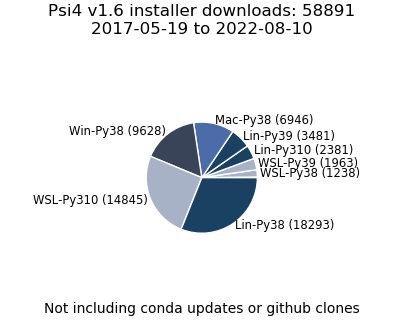 Psi4 v1.6 installer downloads: 58891
2017-05-19 to 2022-08-10
Mac-Py38 (6946)
Win-Py38 (9628)
Lin-Py39 (3481)
Lin-Py310 (2381)
WSL-Py39 (1963)
WSL-Py38 (1238)
WSL-Py310 (14845)
Lin-Py38 (18293)
Not including conda updates or github clones